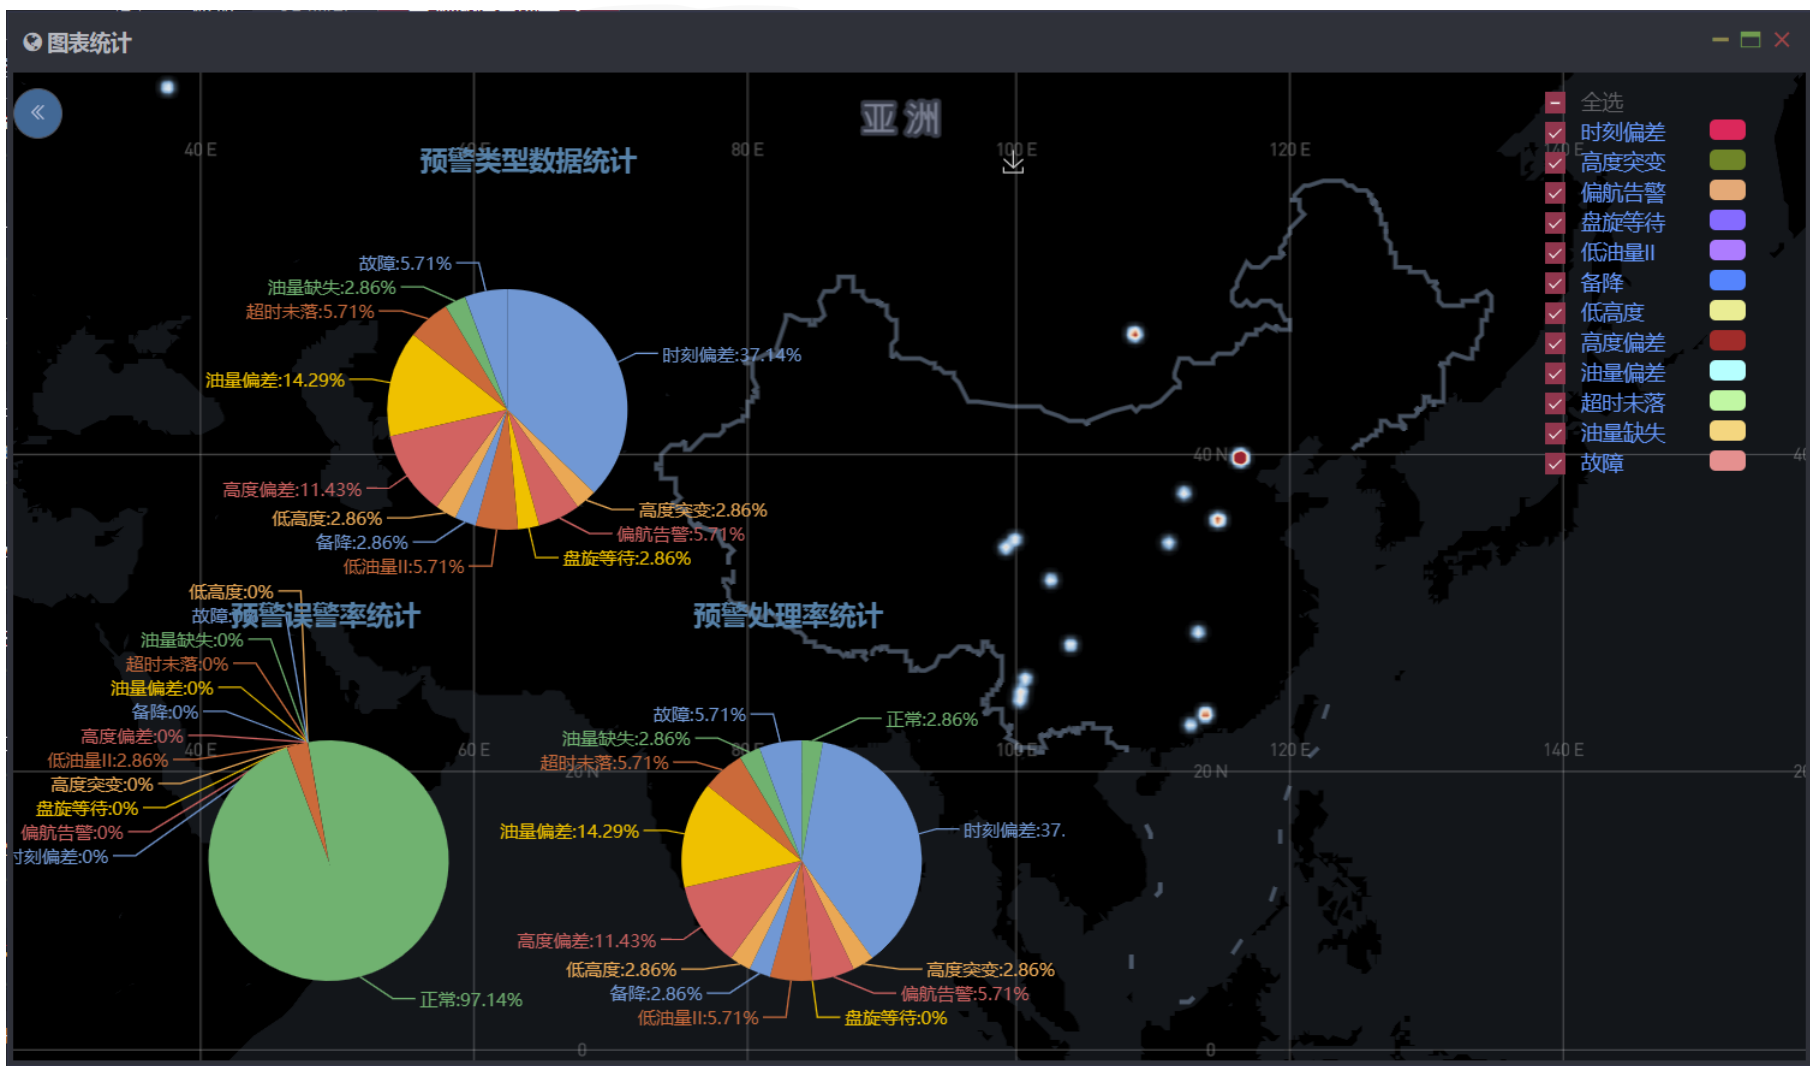 图表统计
亚洲
40 E
60 E
80 E
100 E
120 E
140 E
预警类型数据统计
全选
时刻偏差
高度突变
偏航告警
盘旋等待
低油量II
备降
低高度
高度偏差
油量偏差
超时未落
油量缺失
故障
故障:5.71%
油量缺失:2.86%
超时未落:5.71%
时刻偏差:37.14%
油量偏差:14.29%
40 N
高度偏差:11.43%
高度突变:2.86%
低高度:2.86%
偏航告警:5.71%
备降:2.86%
盘旋等待:2.86%
低油量II:5.71%
预警误警率统计
低高度:0%
故障
油量缺失:0%
超时未落:0%
油量偏差:0%
备降:0%
高度偏差:0%
低油量II:2.86%
高度突变:0%
盘旋等待:0%
偏航告警:0%
时刻偏差:0%
正常:97.14%
预警处理率统计
故障:5.71%
正常:2.86%
油量缺失:2.86%
超时未落:5.71%
油量偏差:14.29%
时刻偏差:37.
高度偏差:11.43%
低高度:2.86%
高度突变:2.86%
备降:2.86%
偏航告警:5.71%
低油量II:5.71%
盘旋等待:0%
40 E
60 E
80 E
100 E
120 E
140 E
20 N
20 N
0
0